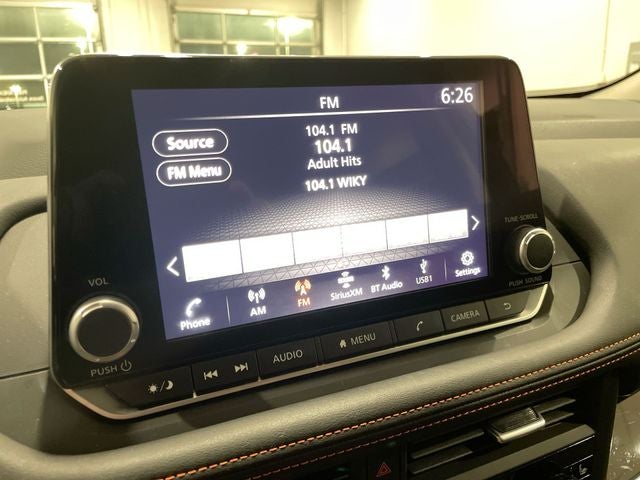 FM
6:26
Source
FM Menu
104.1 FM
104.1
Adult Hits
104.1 WIKY
Phone
AM
FM
SiriusXM
BT Audio
USB1
Settings
VOL
PUSH
TUNE·SCROLL
PUSH SOUND
AUDIO
MENU
CAMERA